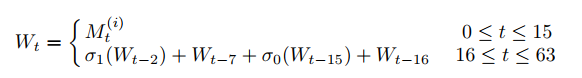 W_t = { M_t^{(i)} 0 ≤ t ≤ 15
σ_1(W_{t−2}) + W_{t−7} + σ_0(W_{t−15}) + W_{t−16} 16 ≤ t ≤ 63